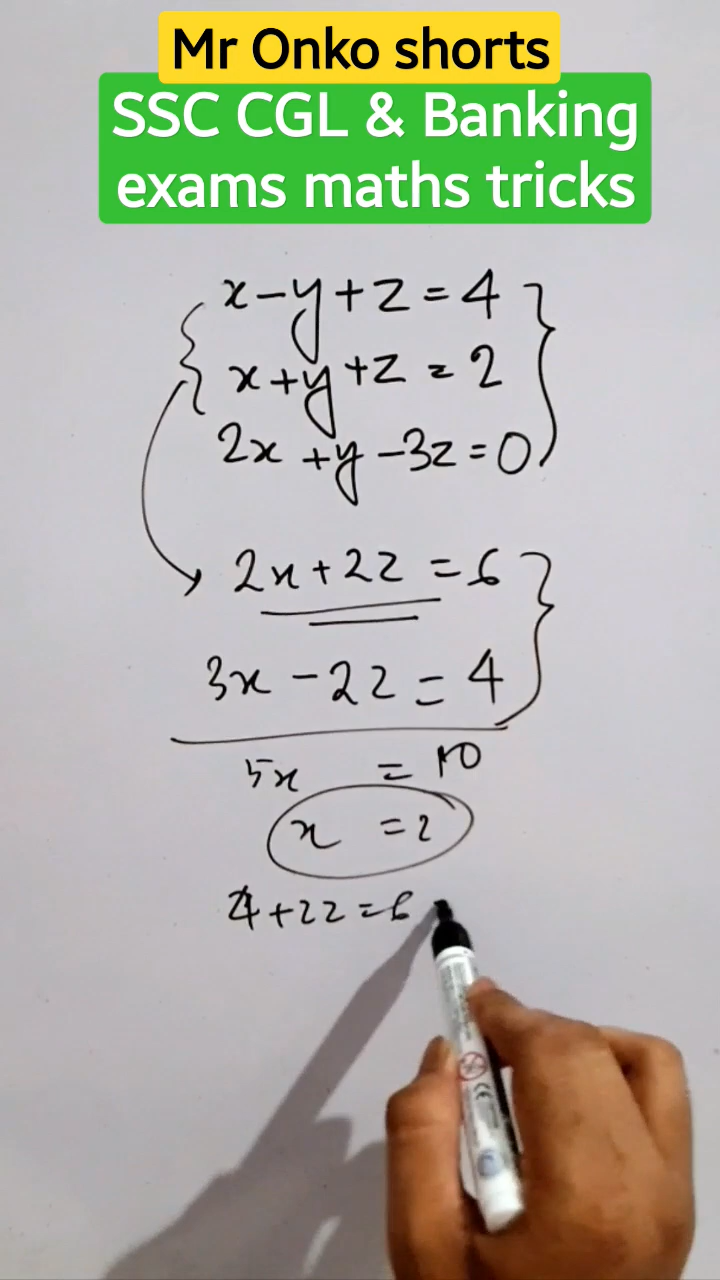 Mr Onko shorts
SSC CGL & Banking
exams maths tricks
x-y+z=4
x+y+z=2
2x+y-3z=0
2x+2z=6
3x-2z=4
5x=10
x=2
4+2z=6